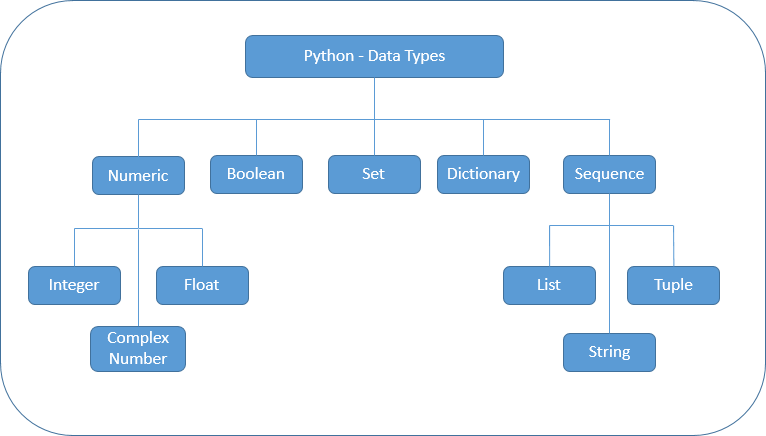 Python - Data Types
Numeric
Boolean
Set
Dictionary
Sequence
Integer
Float
List
Tuple
Complex
Number
String